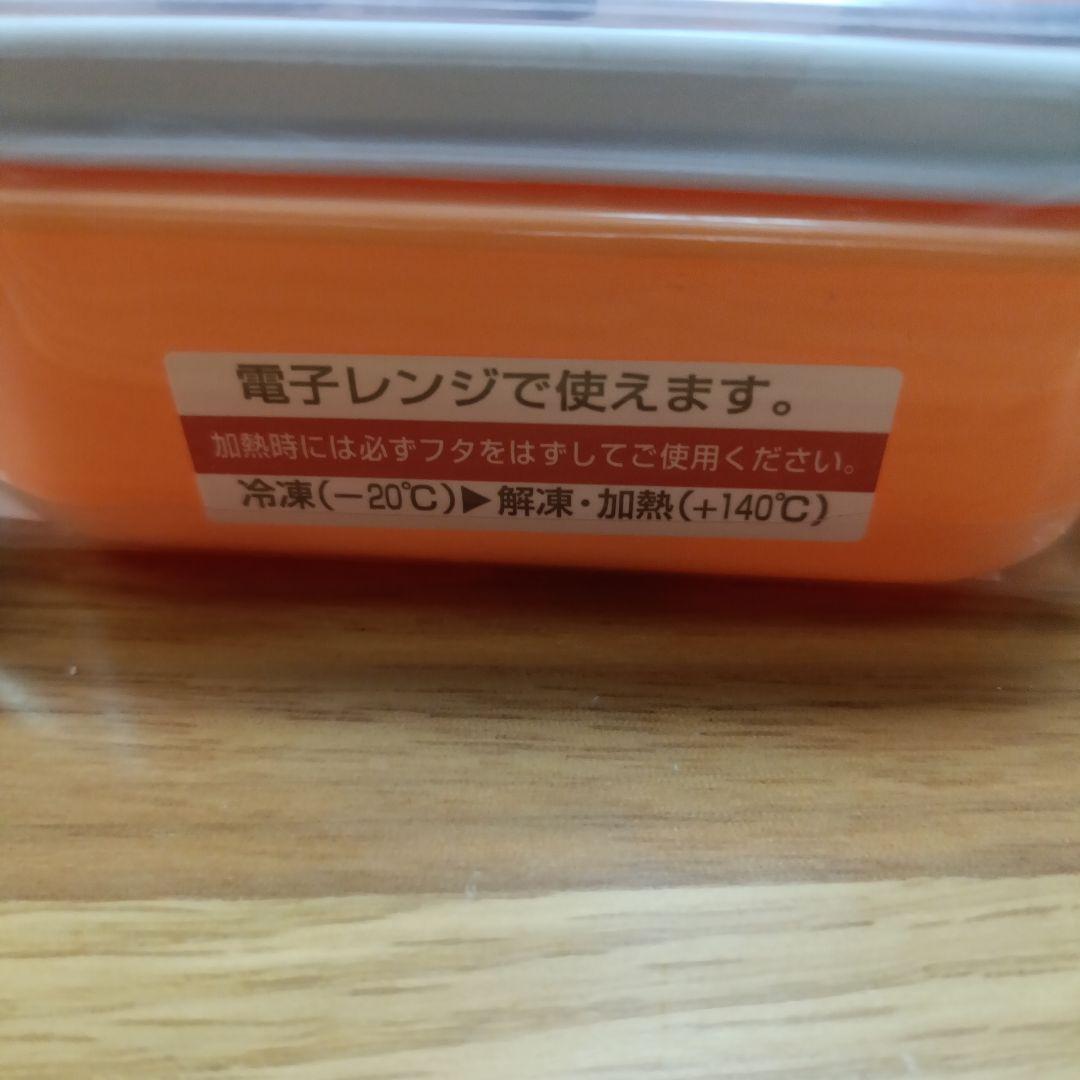 電子レンジで使えます。
加熱時には必ずフタをはずしてご使用ください。
冷凍(−20℃)▶解凍・加熱(+140℃)